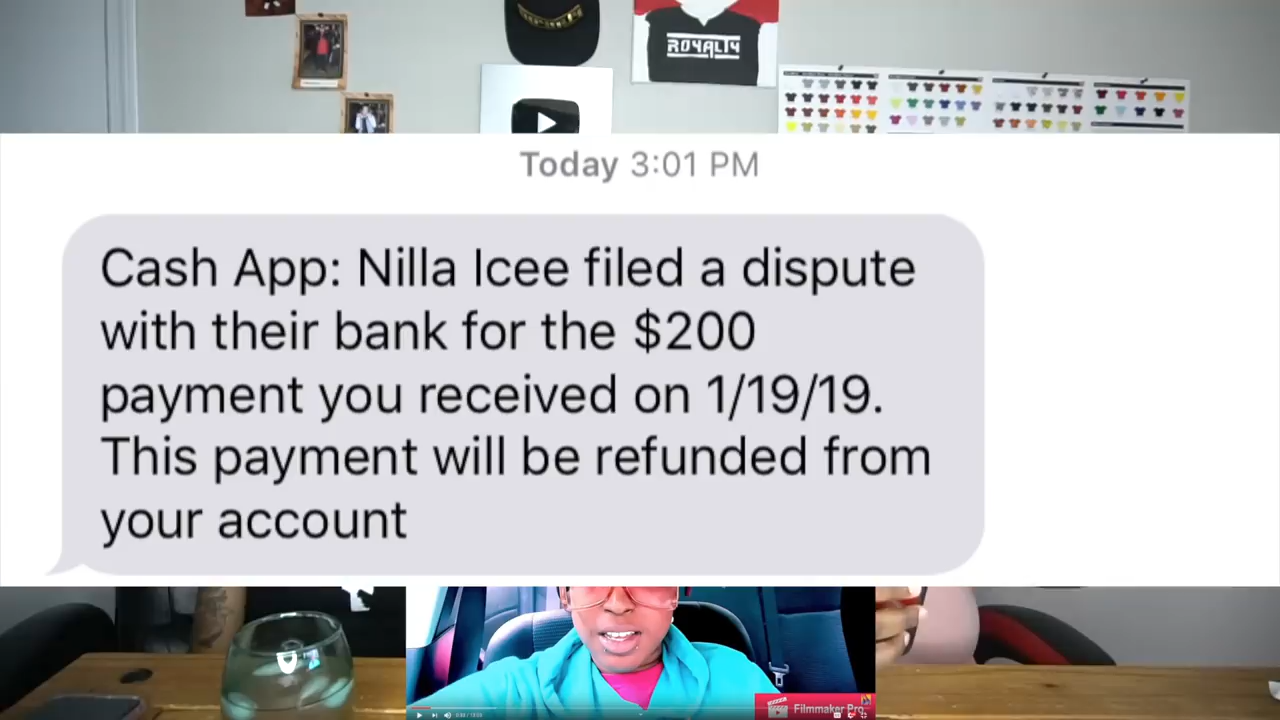 ROYALTY
Today 3:01 PM
Cash App: Nilla Icee filed a dispute
with their bank for the $200
payment you received on 1/19/19.
This payment will be refunded from
your account
Filmmaker Pro